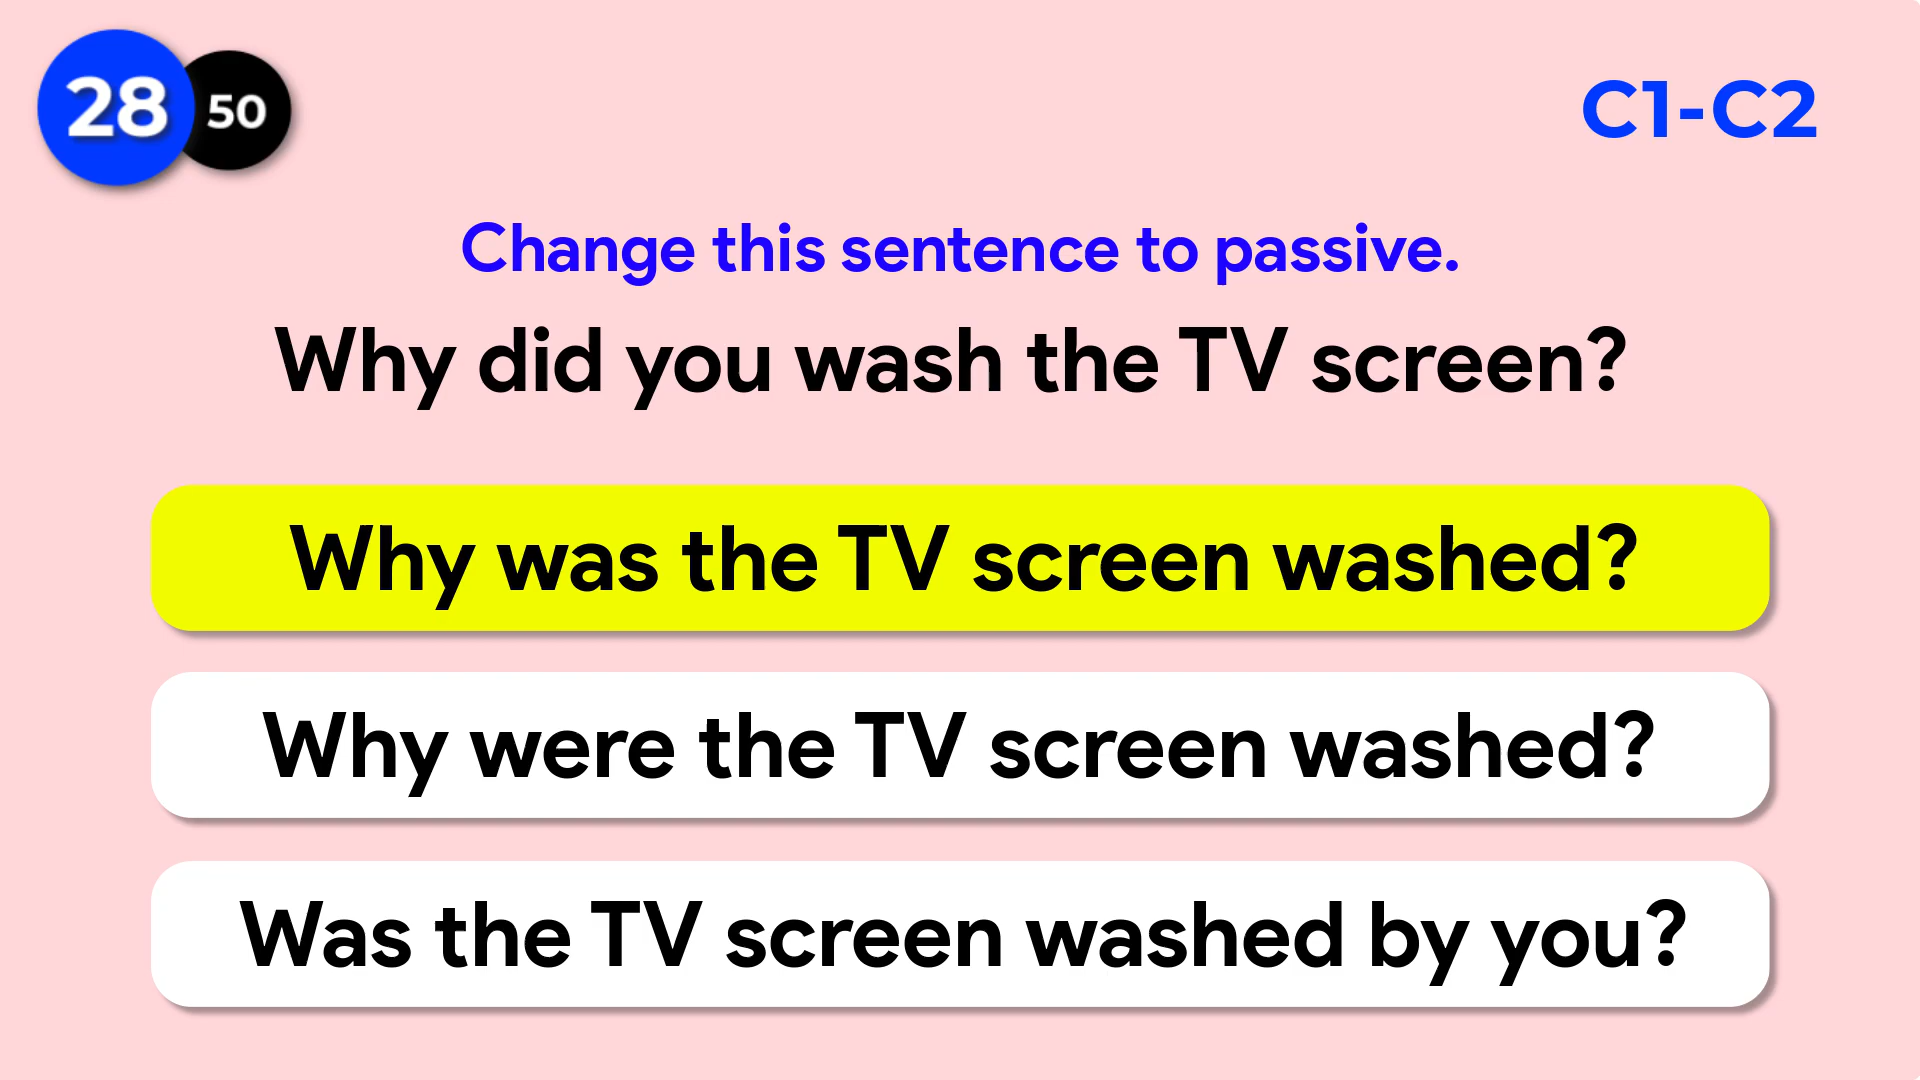 28 50
C1-C2
Change this sentence to passive.
Why did you wash the TV screen?
Why was the TV screen washed?
Why were the TV screen washed?
Was the TV screen washed by you?